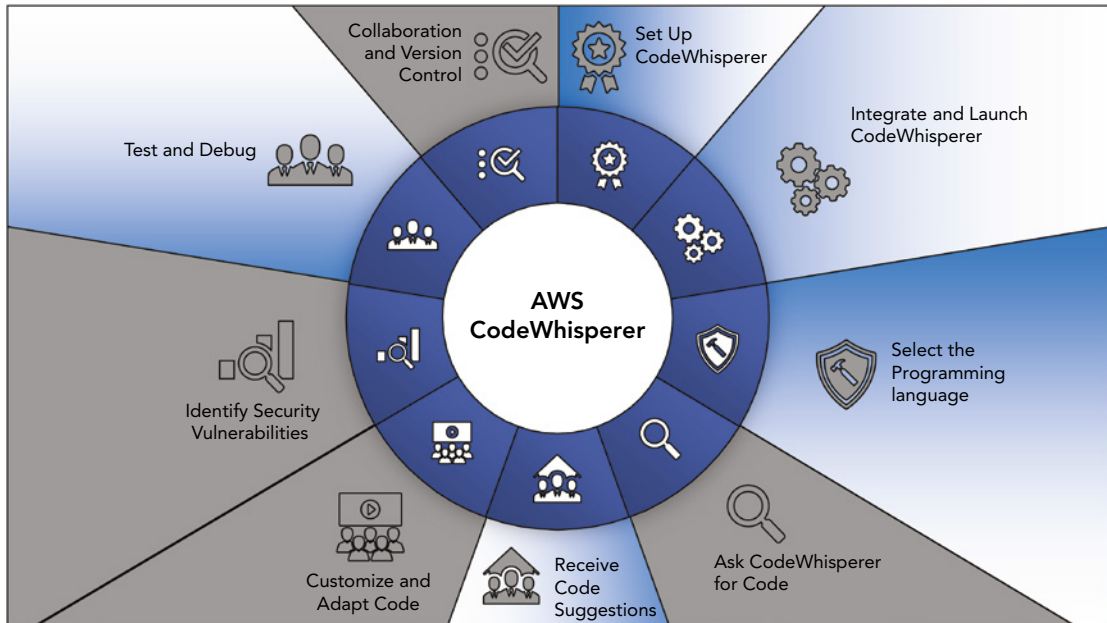 Collaboration
and Version
Control
Set Up
CodeWhisperer
Integrate and Launch
CodeWhisperer
Test and Debug
AWS
CodeWhisperer
Select the
Programming
language
Identify Security
Vulnerabilities
Ask CodeWhisperer
for Code
Receive
Code
Suggestions
Customize and
Adapt Code